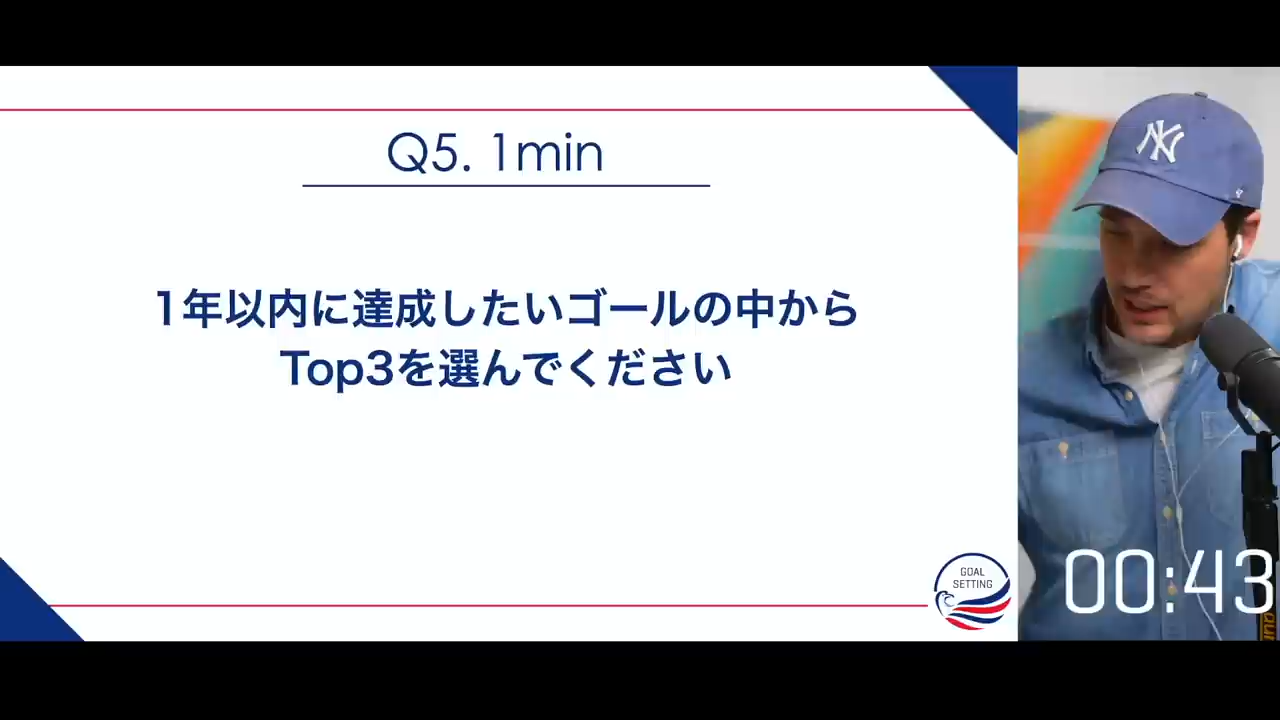 Q5. 1min
1年以内に達成したいゴールの中から
Top3を選んでください
GOAL
SETTING
NY
00:43